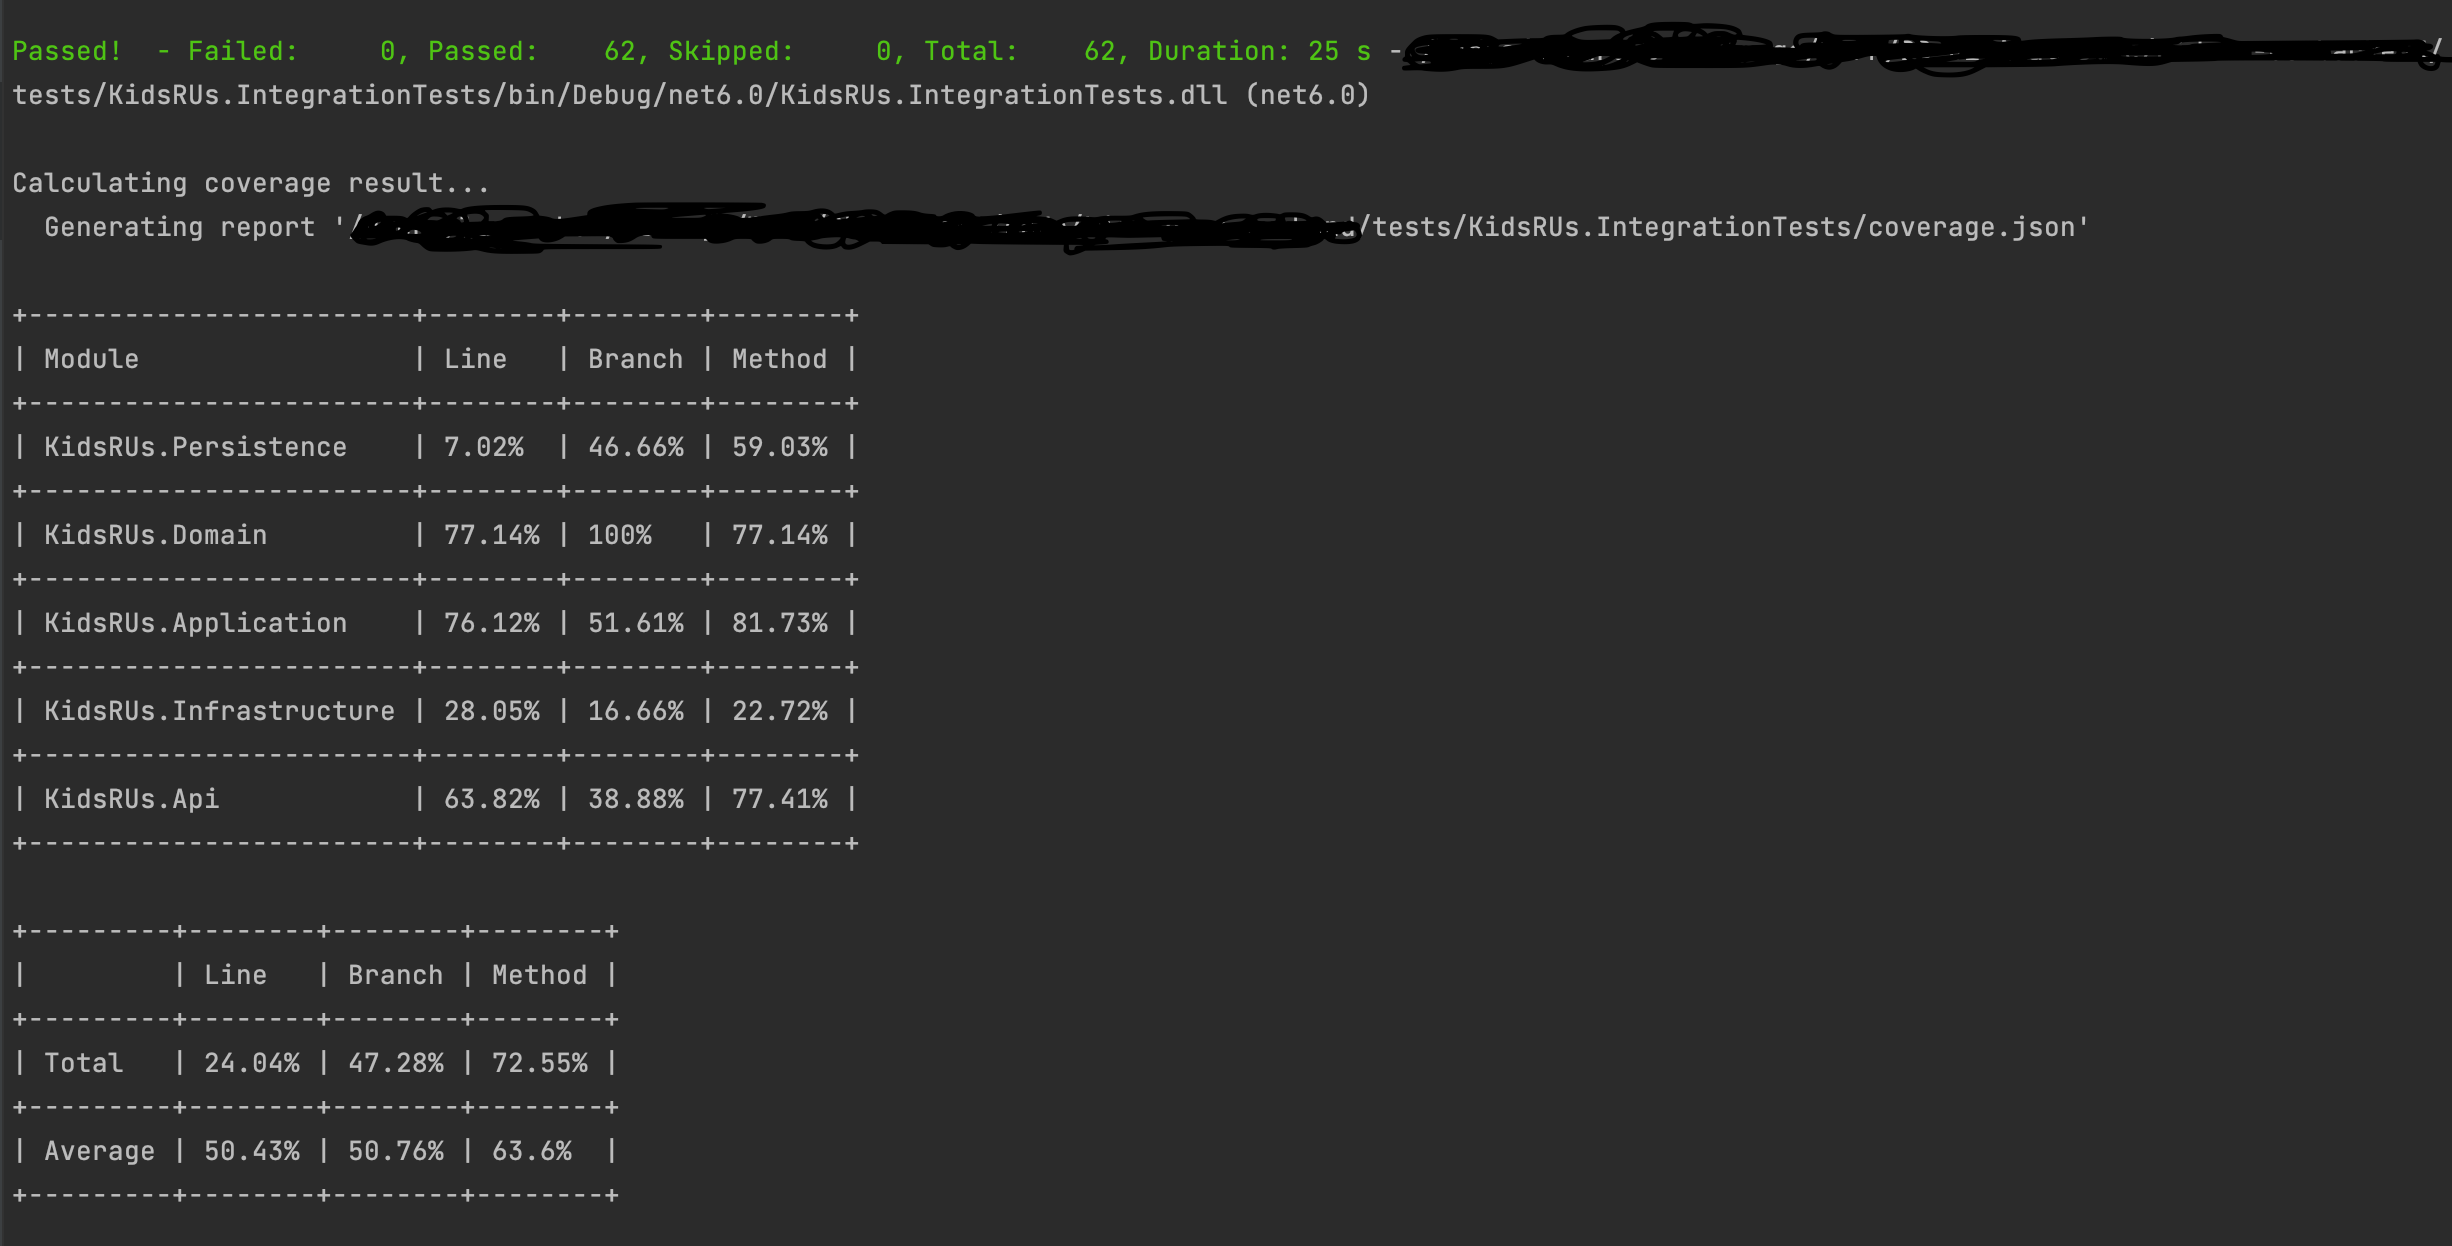 Passed!  - Failed:     0, Passed:    62, Skipped:     0, Total:    62, Duration: 25 s -
tests/KidsRUs.IntegrationTests/bin/Debug/net6.0/KidsRUs.IntegrationTests.dll (net6.0)
Calculating coverage result...
  Generating report '/ /tests/KidsRUs.IntegrationTests/coverage.json'
+------------------------+--------+--------+--------+
| Module                 | Line   | Branch | Method |
+------------------------+--------+--------+--------+
| KidsRUs.Persistence    | 7.02%  | 46.66% | 59.03% |
+------------------------+--------+--------+--------+
| KidsRUs.Domain         | 77.14% | 100%   | 77.14% |
+------------------------+--------+--------+--------+
| KidsRUs.Application    | 76.12% | 51.61% | 81.73% |
+------------------------+--------+--------+--------+
| KidsRUs.Infrastructure | 28.05% | 16.66% | 22.72% |
+------------------------+--------+--------+--------+
| KidsRUs.Api            | 63.82% | 38.88% | 77.41% |
+------------------------+--------+--------+--------+
+---------+--------+--------+--------+
|         | Line   | Branch | Method |
+---------+--------+--------+--------+
| Total   | 24.04% | 47.28% | 72.55% |
+---------+--------+--------+--------+
| Average | 50.43% | 50.76% | 63.6%  |
+---------+--------+--------+--------+